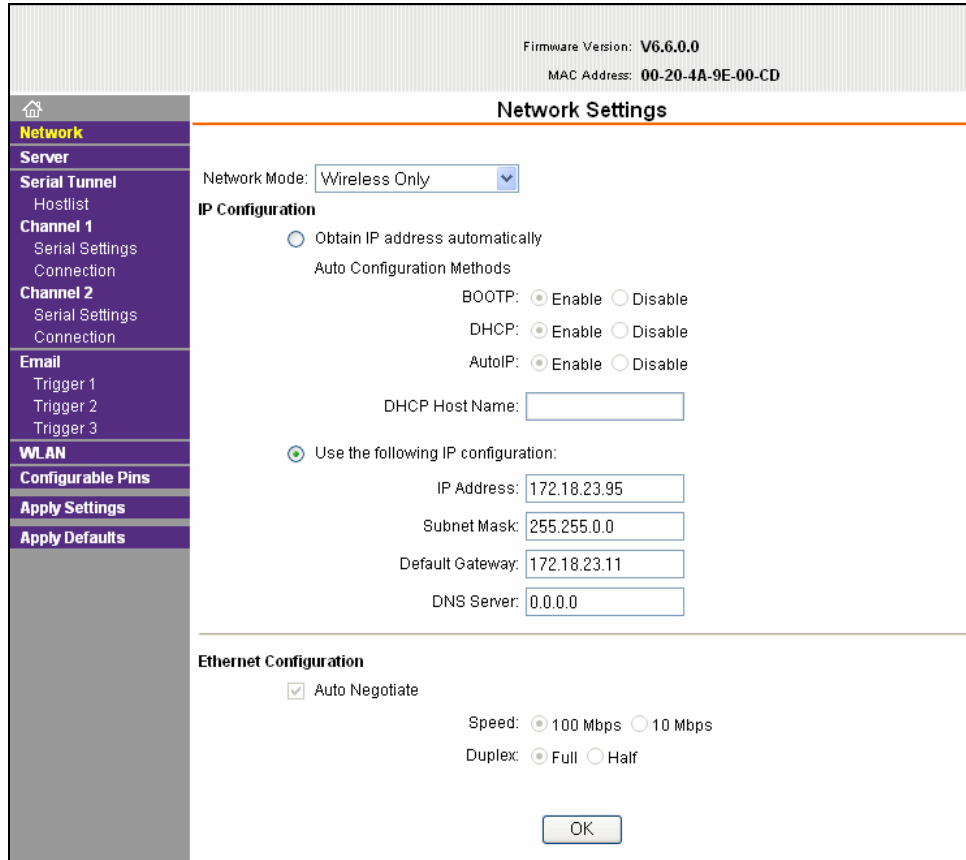 Firmware Version: V6.6.0.0
MAC Address: 00-20-4A-9E-00-CD
Network Settings
Network
Server
Serial Tunnel
Hostlist
Channel 1
Serial Settings
Connection
Channel 2
Serial Settings
Connection
Email
Trigger 1
Trigger 2
Trigger 3
WLAN
Configurable Pins
Apply Settings
Apply Defaults
Network Mode: Wireless Only
IP Configuration
Obtain IP address automatically
Auto Configuration Methods
BOOTP: Enable Disable
DHCP: Enable Disable
AutoIP: Enable Disable
DHCP Host Name:
Use the following IP configuration:
IP Address: 172.18.23.95
Subnet Mask: 255.255.0.0
Default Gateway: 172.18.23.11
DNS Server: 0.0.0.0
Ethernet Configuration
Auto Negotiate
Speed: 100 Mbps 10 Mbps
Duplex: Full Half
OK